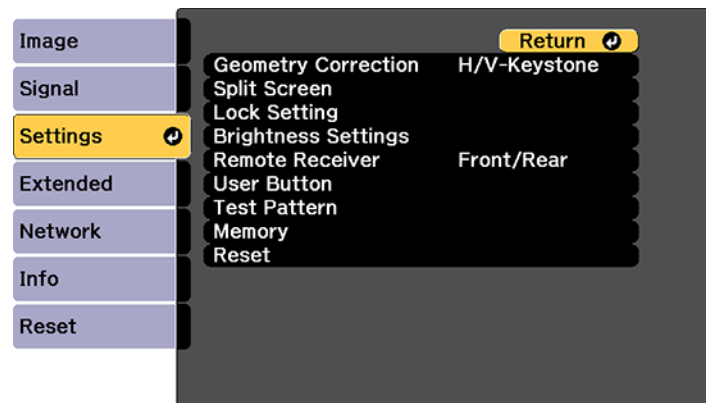 Image
Signal
Settings
Extended
Network
Info
Reset
Return
Geometry Correction H/V-Keystone
Split Screen
Lock Setting
Brightness Settings
Remote Receiver Front/Rear
User Button
Test Pattern
Memory
Reset